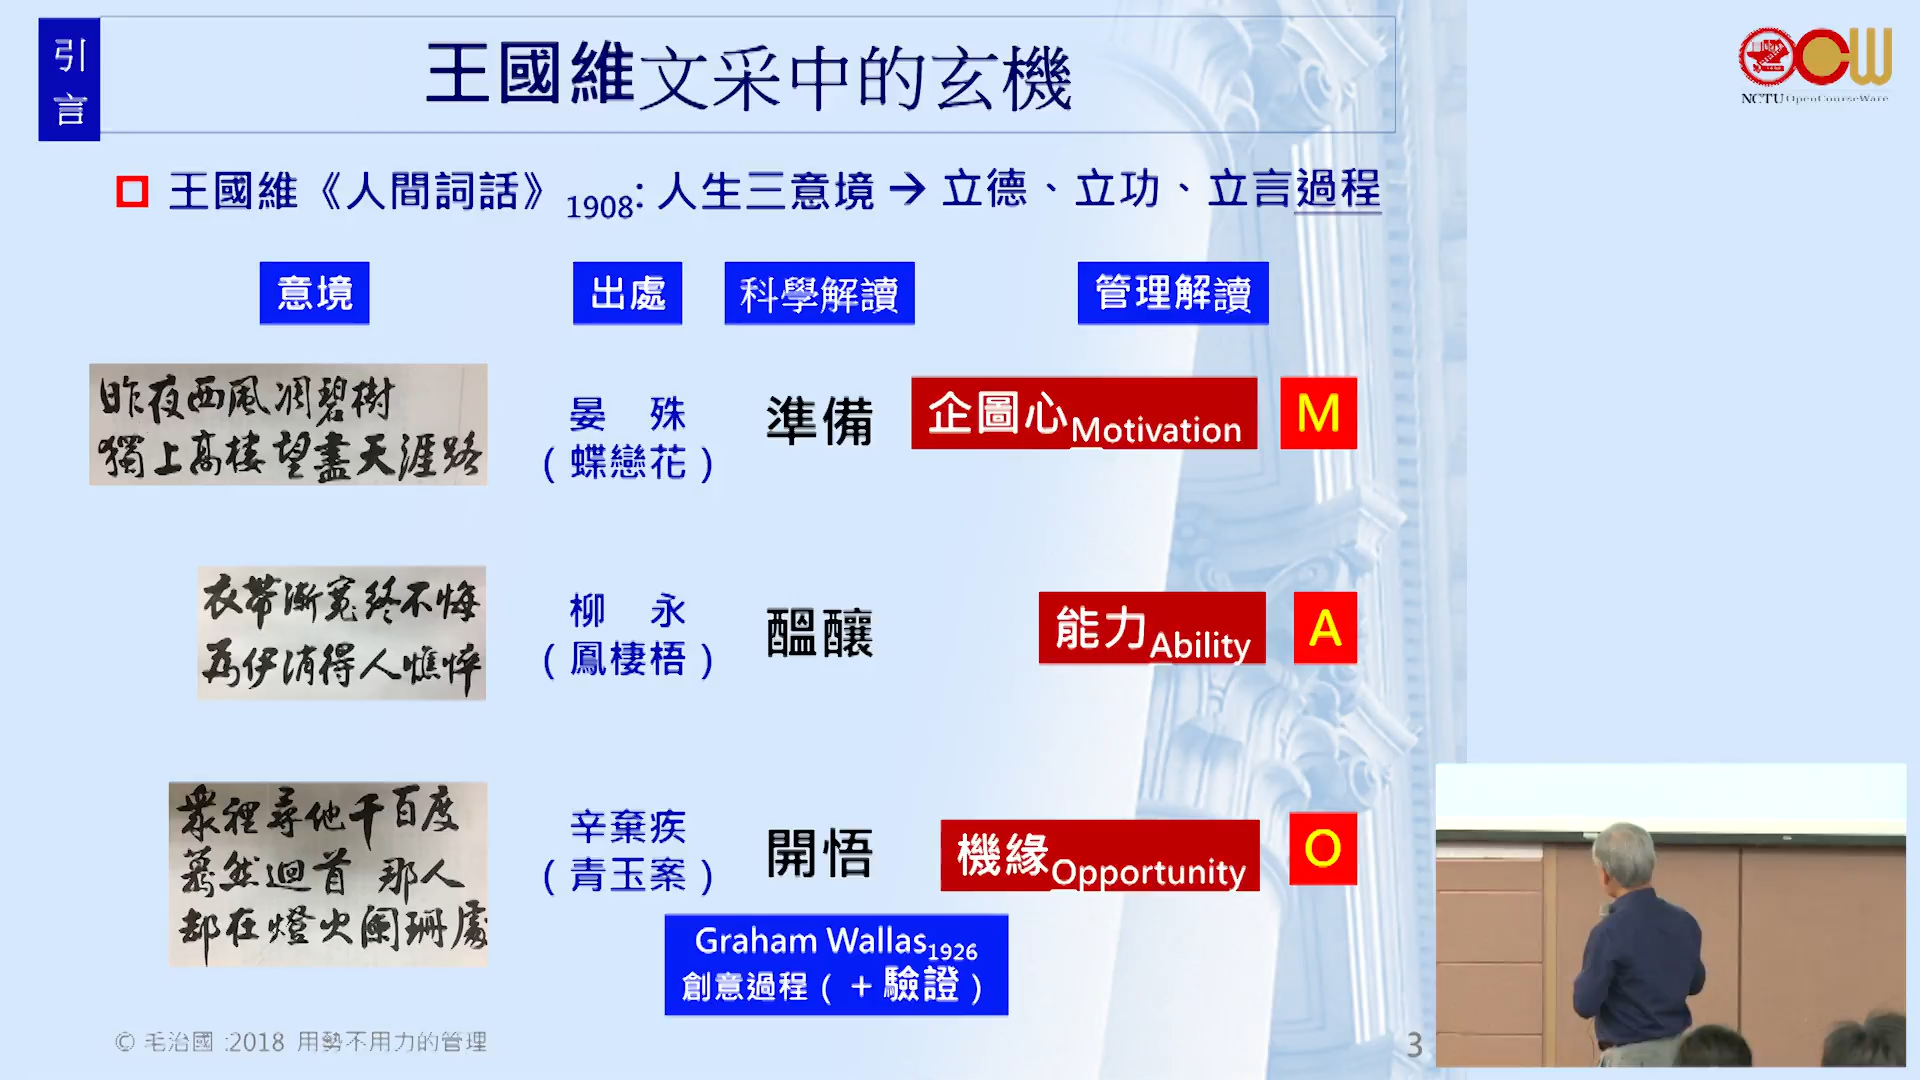 引言
王國維文采中的玄機
NCTU OpenCourseWare
王國維《人間詞話》1908: 人生三意境→立德、立功、立言過程
意境 出處 科學解讀 管理解讀
昨夜西風凋碧樹
獨上高樓望盡天涯路
晏 殊
(蝶戀花)
準備
企圖心Motivation
M
衣帶漸寬終不悔
為伊消得人憔悴
柳 永
(鳳棲梧)
醞釀
能力Ability
A
眾裡尋他千百度
驀然迴首 那人
却在燈火闌珊處
辛棄疾
(青玉案)
開悟
機緣Opportunity
O
Graham Wallas1926
創意過程(+驗證)
© 毛治國 :2018 用勢不用力的管理
3